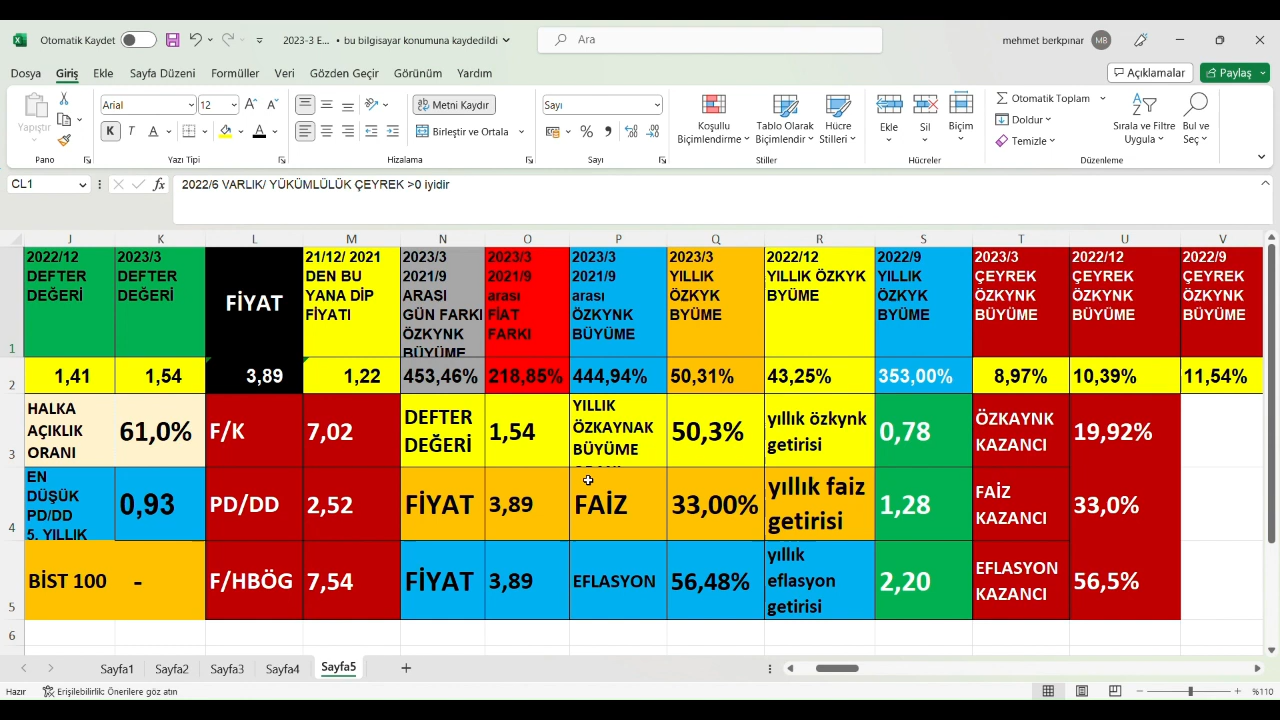 Otomatik Kaydet
2023-3 E... • bu bilgisayar konumuna kaydedildi
Ara
mehmet berkpınar
MB
Dosya Giriş Ekle Sayfa Düzeni Formüller Veri Gözden Geçir Görünüm Yardım
Açıklamalar
Paylaş
Yapıştır
Pano
Arial
12
K T A
Yazı Tipi
Metni Kaydır
Birleştir ve Ortala
Hizalama
Sayı
%
Sayı
Koşullu
Biçimlendirme
Tablo Olarak
Biçimlendir
Hücre
Stilleri
Stiller
Ekle
Sil
Biçim
Hücreler
Otomatik Toplam
Doldur
Temizle
Sırala ve Filtre
Uygula
Bul ve
Seç
Düzenleme
CL1
fx
2022/6 VARLIK/ YÜKÜMLÜLÜK ÇEYREK >0 iyidir
J K L M N O P Q R S T U V
1
2022/12
DEFTER
DEĞERİ
2023/3
DEFTER
DEĞERİ
FİYAT
21/12/ 2021
DEN BU
YANA DİP
FİYATI
2023/3
2021/9
ARASI
GÜN FARKI
ÖZKYNK
BÜYÜME
2023/3
2021/9
arası
FİAT
FARKI
2023/3
2021/9
arası
ÖZKYNK
BÜYÜME
2023/3
YILLIK
ÖZKYK
BYÜME
2022/12
YILLIK ÖZKYK
BYÜME
2022/9
YILLIK
ÖZKYK
BYÜME
2023/3
ÇEYREK
ÖZKYNK
BÜYÜME
2022/12
ÇEYREK
ÖZKYNK
BÜYÜME
2022/9
ÇEYREK
ÖZKYNK
BÜYÜME
2
1,41 1,54 3,89 1,22 453,46% 218,85% 444,94% 50,31% 43,25% 353,00% 8,97% 10,39% 11,54%
3
HALKA
AÇIKLIK
ORANI
61,0%
F/K
7,02
DEFTER
DEĞERİ
1,54
YILLIK
ÖZKAYNAK
BÜYÜME
50,3%
yıllık özkynk
getirisi
0,78
ÖZKAYNK
KAZANCI
19,92%
4
EN
DÜŞÜK
PD/DD
5. YILLIK
0,93
PD/DD
2,52
FİYAT
3,89
FAİZ
33,00%
yıllık faiz
getirisi
1,28
FAİZ
KAZANCI
33,0%
5
BİST 100
-
F/HBÖG
7,54
FİYAT
3,89
EFLASYON
56,48%
yıllık
eflasyon
getirisi
2,20
EFLASYON
KAZANCI
56,5%
6
Sayfa1 Sayfa2 Sayfa3 Sayfa4 Sayfa5
Hazır
Erişilebilirlik: Önerilere göz atın
%110